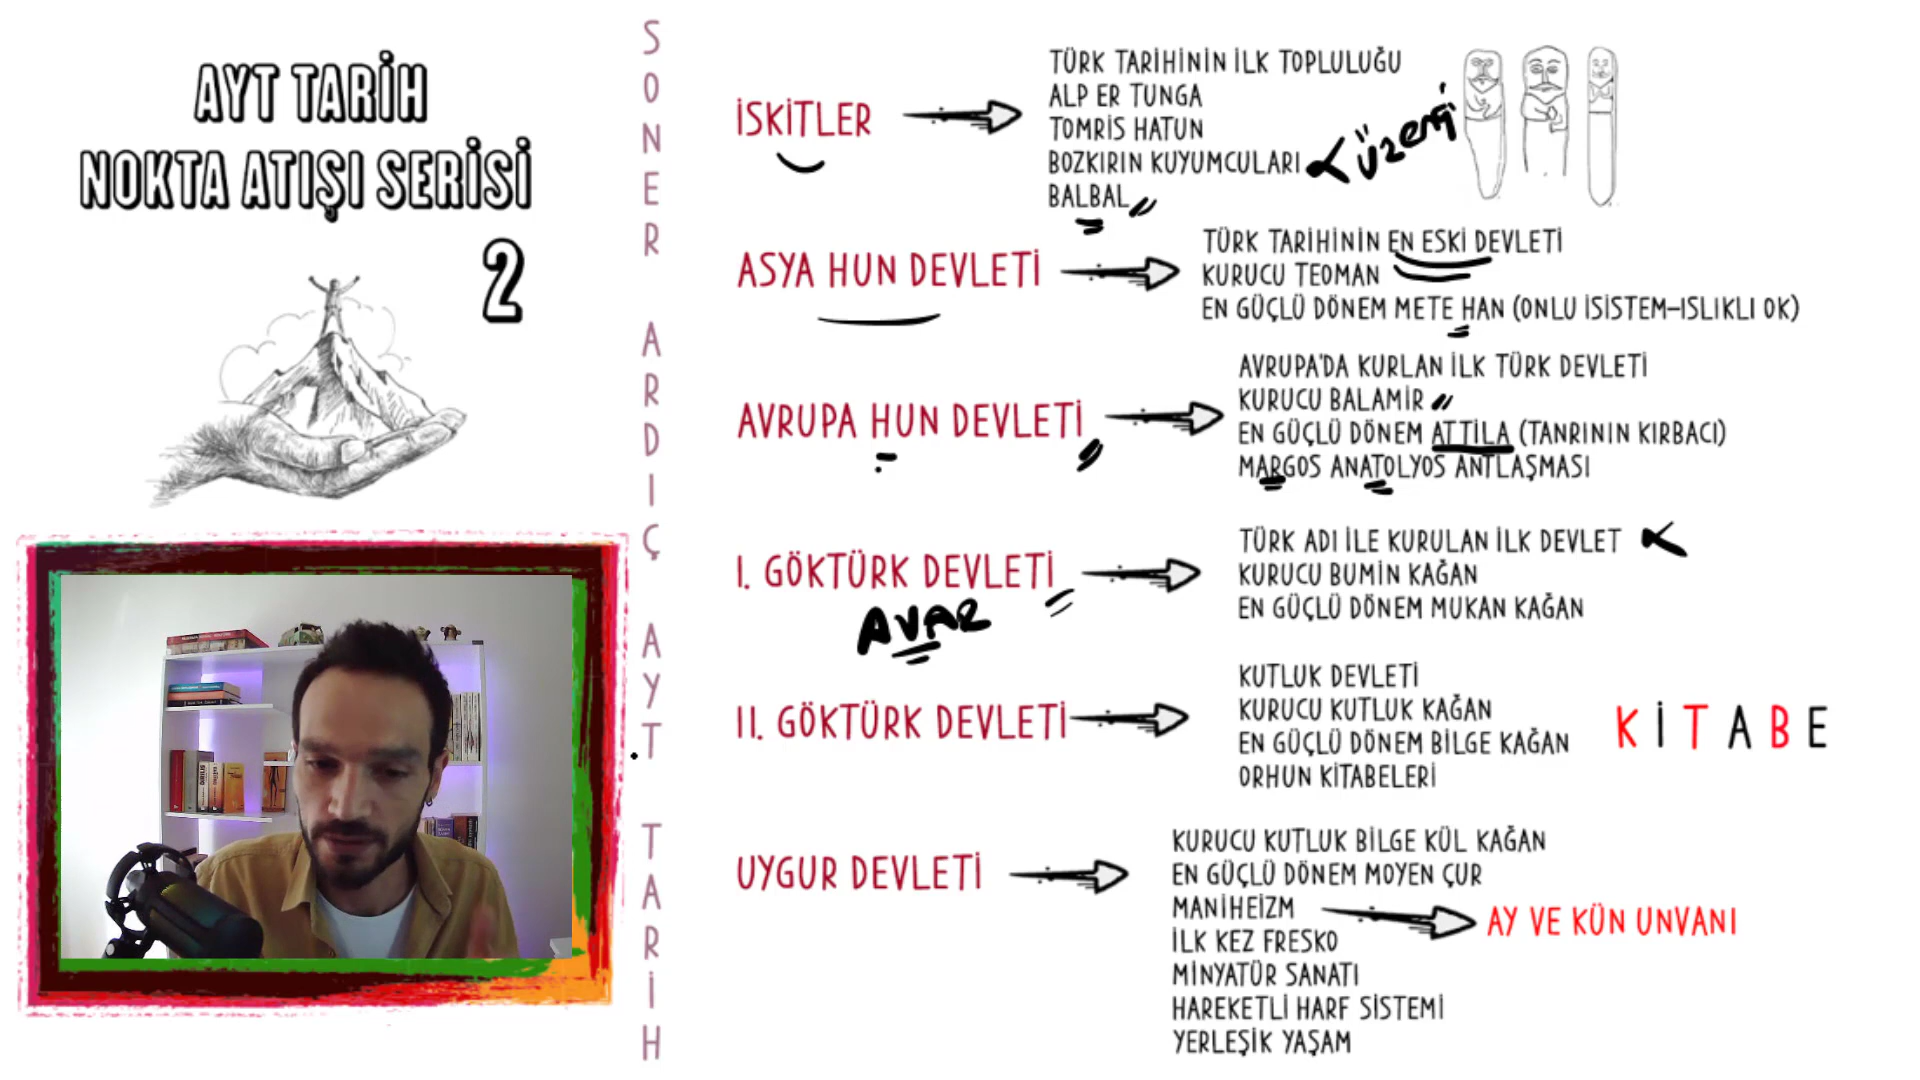 AYT TARİH
NOKTA ATIŞI SERİSİ
2
SONER ARDIÇ AYT TARİH
İSKİTLER
TÜRK TARİHİNİN İLK TOPLULUĞU
ALP ER TUNGA
TOMRİS HATUN
BOZKIRIN KUYUMCULARI
üzengi
BALBAL
ASYA HUN DEVLETİ
TÜRK TARİHİNİN EN ESKİ DEVLETİ
KURUCU TEOMAN
EN GÜÇLÜ DÖNEM METE HAN (ONLU İSİSTEM-ISLIKLI OK)
AVRUPA HUN DEVLETİ
AVRUPA'DA KURLAN İLK TÜRK DEVLETİ
KURUCU BALAMİR
EN GÜÇLÜ DÖNEM ATTİLA (TANRININ KIRBACI)
MARGOS ANATOLYOS ANTLAŞMASI
I. GÖKTÜRK DEVLETİ
AVAR
TÜRK ADI İLE KURULAN İLK DEVLET
KURUCU BUMİN KAĞAN
EN GÜÇLÜ DÖNEM MUKAN KAĞAN
II. GÖKTÜRK DEVLETİ
KUTLUK DEVLETİ
KURUCU KUTLUK KAĞAN
EN GÜÇLÜ DÖNEM BİLGE KAĞAN
ORHUN KİTABELERİ
KİTABE
UYGUR DEVLETİ
KURUCU KUTLUK BİLGE KÜL KAĞAN
EN GÜÇLÜ DÖNEM MOYEN ÇUR
MANİHEİZM
AY VE KÜN UNVANI
İLK KEZ FRESKO
MİNYATÜR SANATI
HAREKETLİ HARF SİSTEMİ
YERLEŞİK YAŞAM